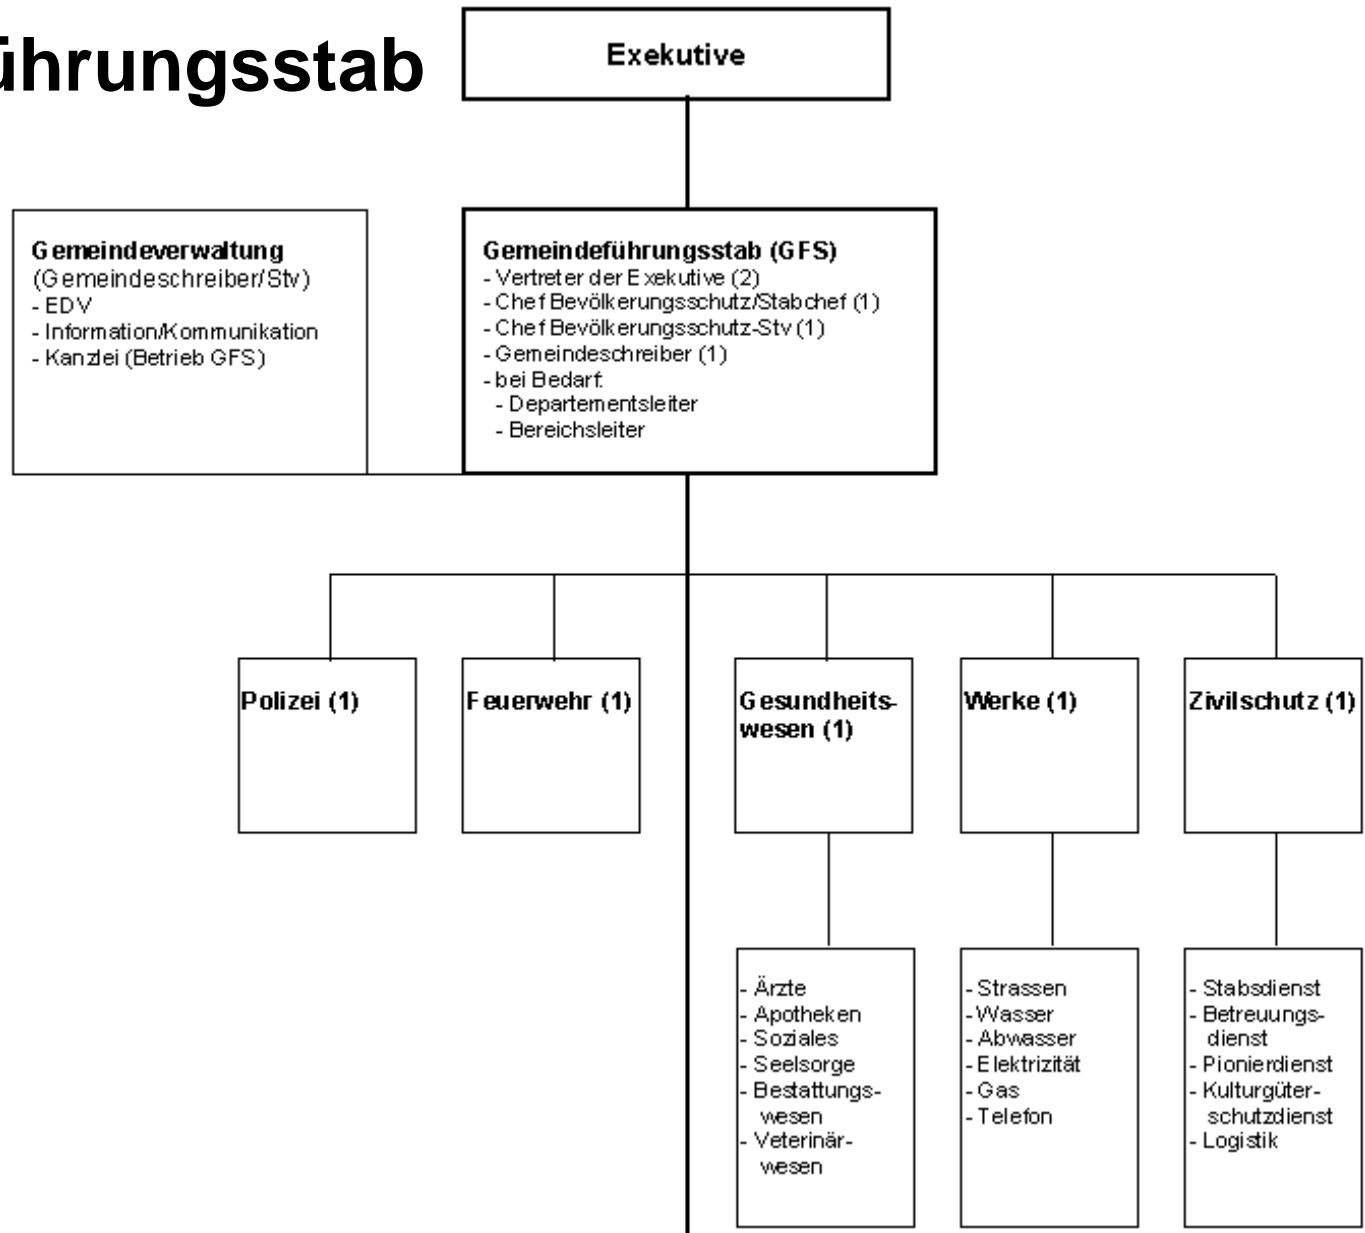 ührungsstab
Exekutive
Gemeindeverwaltung
(Gemeindeschreiber/Stv)
- EDV
- Information/Kommunikation
- Kanzlei (Betrieb GFS)
Gemeindeführungsstab (GFS)
- Vertreter der Exekutive (2)
- Chef Bevölkerungsschutz/Stabchef (1)
- Chef Bevölkerungsschutz-Stv (1)
- Gemeindeschreiber (1)
- bei Bedarf:
- Departementsleiter
- Bereichsleiter
Polizei (1)
Feuerwehr (1)
Gesundheits-
wesen (1)
Werke (1)
Zivilschutz (1)
- Ärzte
- Apotheken
- Soziales
- Seelsorge
- Bestattungs-
wesen
- Veterinär-
wesen
- Strassen
- Wasser
- Abwasser
- Elektrizität
- Gas
- Telefon
- Stabsdienst
- Betreuungs-
dienst
- Pionierdienst
- Kulturgüter-
schutzdienst
- Logistik